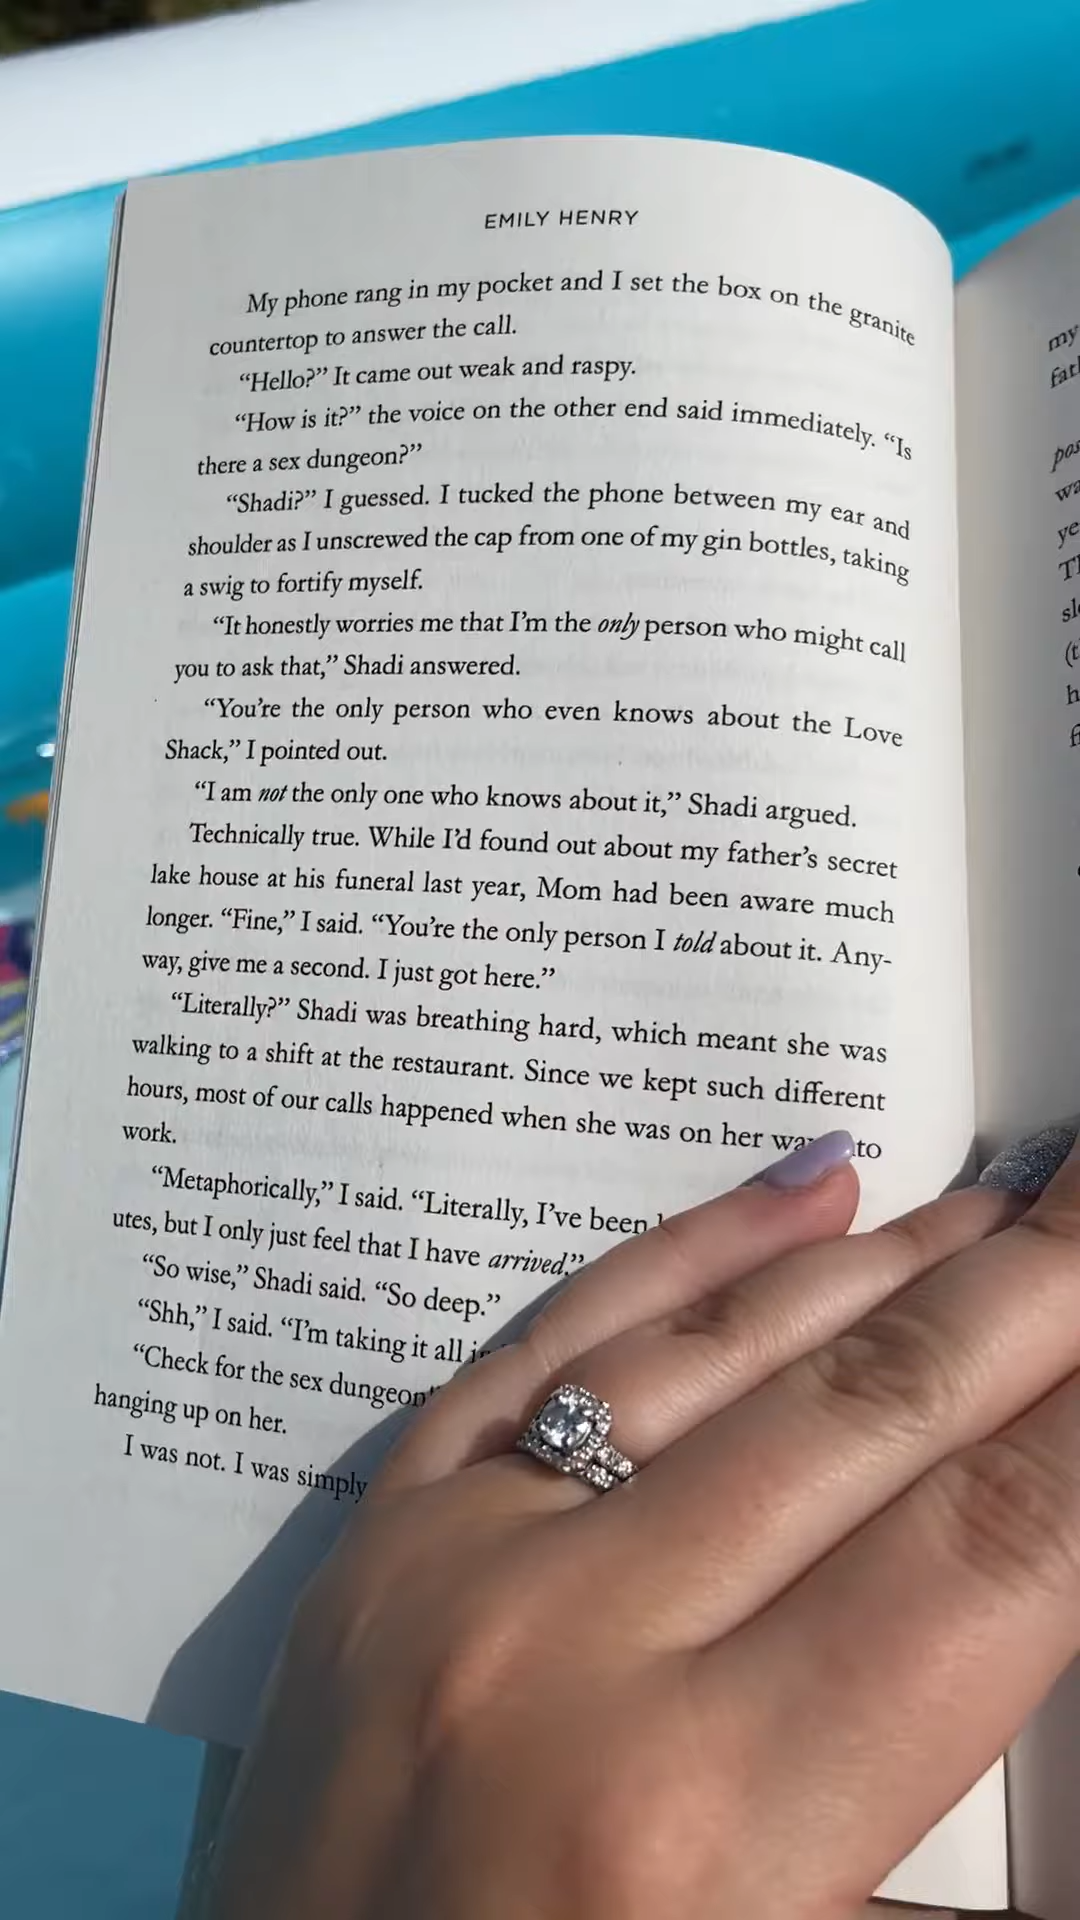 EMILY HENRY
My phone rang in my pocket and I set the box on the granite
countertop to answer the call.
“Hello?” It came out weak and raspy.
“How is it?” the voice on the other end said immediately. “Is
there a sex dungeon?”
“Shadi?” I guessed. I tucked the phone between my ear and
shoulder as I unscrewed the cap from one of my gin bottles, taking
a swig to fortify myself.
“It honestly worries me that I’m the only person who might call
you to ask that,” Shadi answered.
“You’re the only person who even knows about the Love
Shack,” I pointed out.
“I am not the only one who knows about it,” Shadi argued.
Technically true. While I’d found out about my father’s secret
lake house at his funeral last year, Mom had been aware much
longer. “Fine,” I said. “You’re the only person I told about it. Any-
way, give me a second. I just got here.”
“Literally?” Shadi was breathing hard, which meant she was
walking to a shift at the restaurant. Since we kept such different
hours, most of our calls happened when she was on her to
work.
“Metaphorically,” I said. “Literally, I’ve been
utes, but I only just feel that I have arrived.”
“So wise,” Shadi said. “So deep.”
“Shh,” I said. “I’m taking it all
“Check for the sex dungeon
hanging up on her.
I was not. I was simply
my